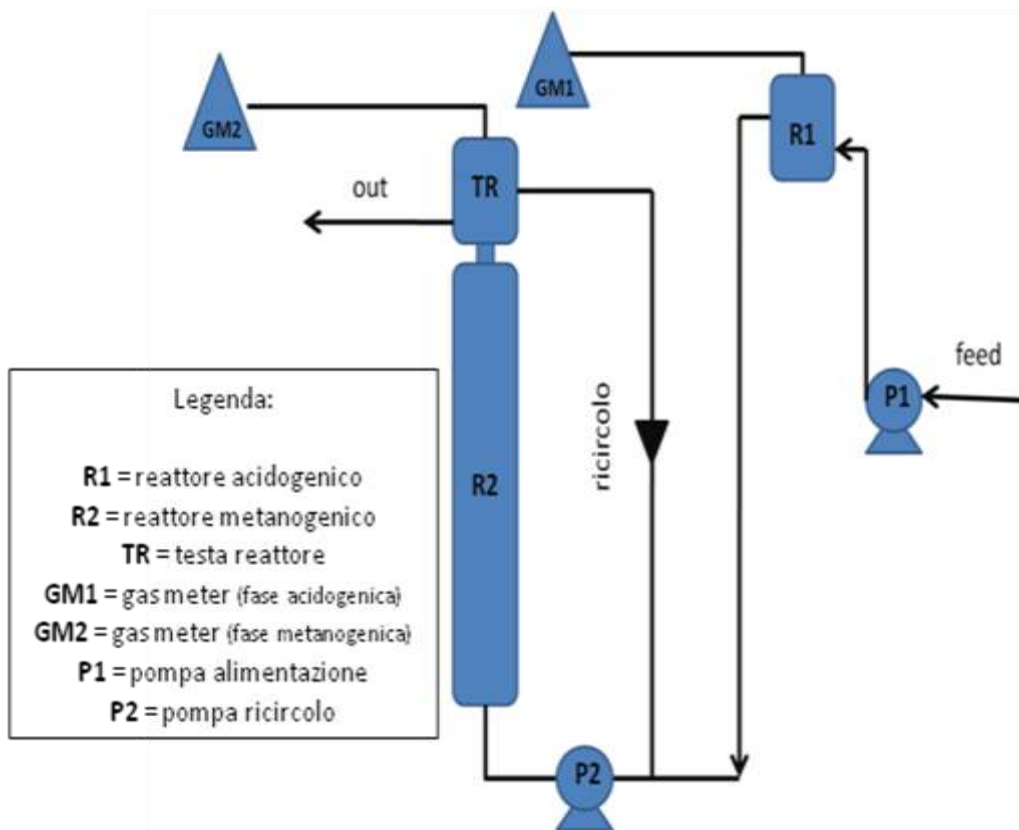 GM1
GM2
R1
TR
out
feed
P1
ricircolo
R2
P2
Legenda:
R1 = reattore acidogenico
R2 = reattore metanogenico
TR = testa reattore
GM1 = gas meter (fase acidogenica)
GM2 = gas meter (fase metanogenica)
P1 = pompa alimentazione
P2 = pompa ricircolo